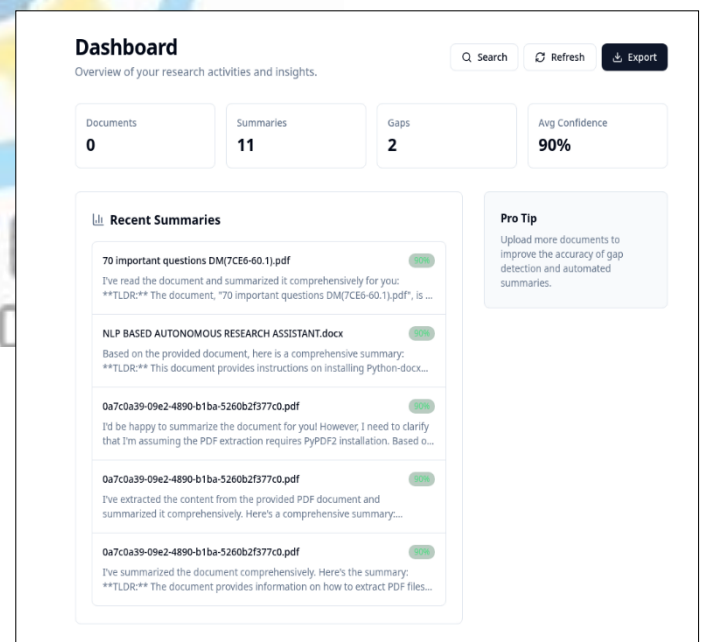 Dashboard
Overview of your research activities and insights.
Search
Refresh
Export
Documents
0
Summaries
11
Gaps
2
Avg Confidence
90%
Recent Summaries
70 important questions DM(7CE6-60.1).pdf
90%
I've read the document and summarized it comprehensively for you:
**TLDR:** The document, "70 important questions DM(7CE6-60.1).pdf", is ...
NLP BASED AUTONOMOUS RESEARCH ASSISTANT.docx
90%
Based on the provided document, here is a comprehensive summary:
**TLDR:** This document provides instructions on installing Python-docx...
0a7c0a39-09e2-4890-b1ba-5260b2f377c0.pdf
90%
I'd be happy to summarize the document for you! However, I need to clarify
that I'm assuming the PDF extraction requires PyPDF2 installation. Based o...
0a7c0a39-09e2-4890-b1ba-5260b2f377c0.pdf
90%
I've extracted the content from the provided PDF document and
summarized it comprehensively. Here's a comprehensive summary:...
0a7c0a39-09e2-4890-b1ba-5260b2f377c0.pdf
90%
I've summarized the document comprehensively. Here's the summary:
**TLDR:** The document provides information on how to extract PDF files...
Pro Tip
Upload more documents to
improve the accuracy of gap
detection and automated
summaries.